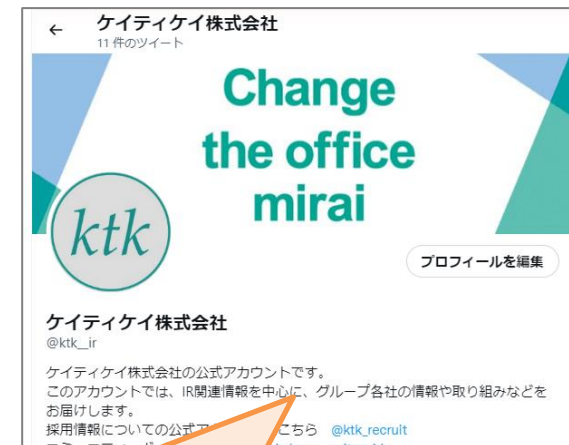 ← ケイティケイ株式会社
11 件のツイート
Change
the office
mirai
ktk
プロフィールを編集
ケイティケイ株式会社
@ktk_ir
ケイティケイ株式会社の公式アカウントです。
このアカウントでは、IR関連情報を中心に、グループ各社の情報や取り組みなどを
お届けします。
採用情報についての公式 こちら @ktk_recruit